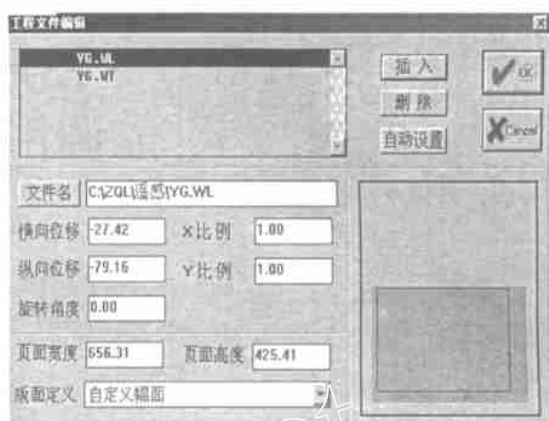 工程文件编辑
YG.WL
YG.WT
插入
删除
自动设置
OK
Cancel
文件名 C:\ZQL\遥感\YG.WL
横向位移 -27.42 X比例 1.00
纵向位移 -79.16 Y比例 1.00
旋转角度 0.00
页面宽度 656.31 页面高度 425.41
版面定义 自定义幅面